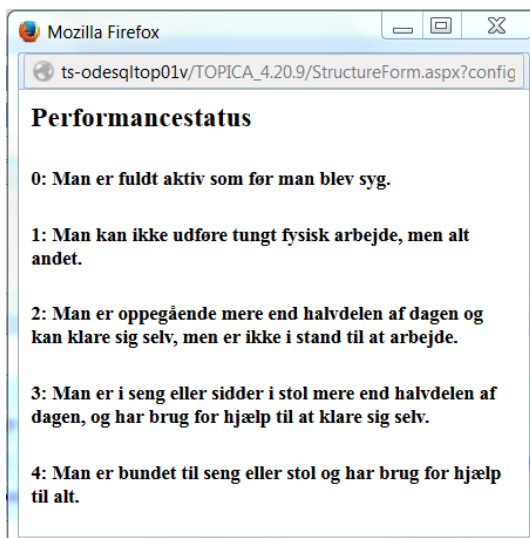 Mozilla Firefox
ts-odesqltop01v/TOPICA_4.20.9/StructureForm.aspx?config
Performancestatus
0: Man er fuldt aktiv som før man blev syg.
1: Man kan ikke udføre tungt fysisk arbejde, men alt
andet.
2: Man er oppegående mere end halvdelen af dagen og
kan klare sig selv, men er ikke i stand til at arbejde.
3: Man er i seng eller sidder i stol mere end halvdelen af
dagen, og har brug for hjælp til at klare sig selv.
4: Man er bundet til seng eller stol og har brug for hjælp
til alt.